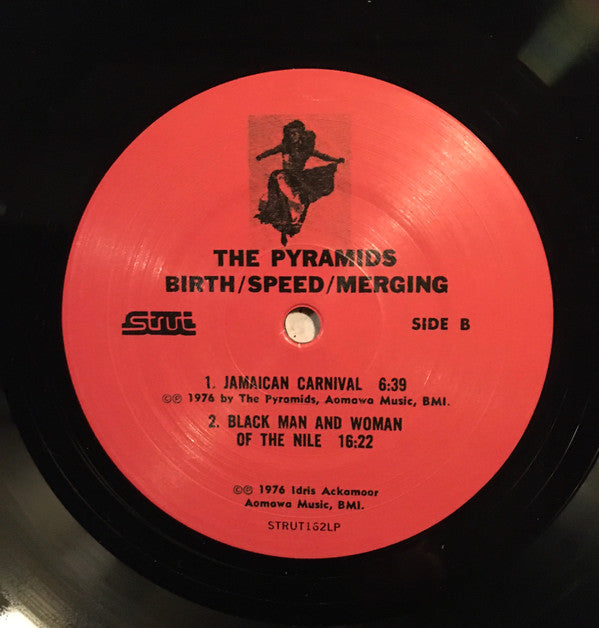 THE PYRAMIDS
BIRTH/SPEED/MERGING
Strut
SIDE B
1. JAMAICAN CARNIVAL 6:39
©℗ 1976 by The Pyramids, Aomawa Music, BMI.
2. BLACK MAN AND WOMAN
OF THE NILE 16:22
©℗ 1976 Idris Ackamoor
Aomawa Music, BMI.
STRUT162LP